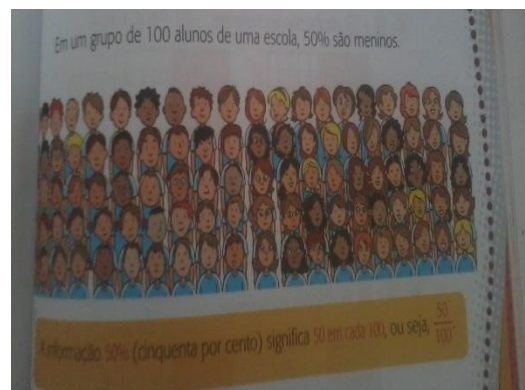 Em um grupo de 100 alunos de uma escola, 50% são meninos.
A informação 50% (cinquenta por cento) significa 50 em cada 100, ou seja, 50/100.